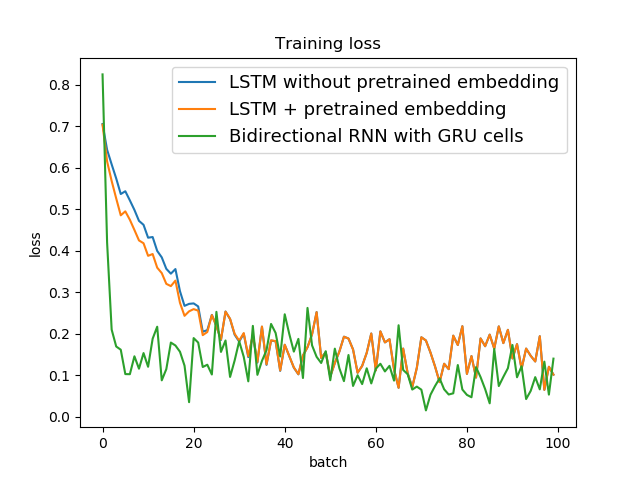 Training loss
LSTM without pretrained embedding
LSTM + pretrained embedding
Bidirectional RNN with GRU cells
0.8
0.7
0.6
0.5
0.4
0.3
0.2
0.1
0.0
loss
0 20 40 60 80 100
batch